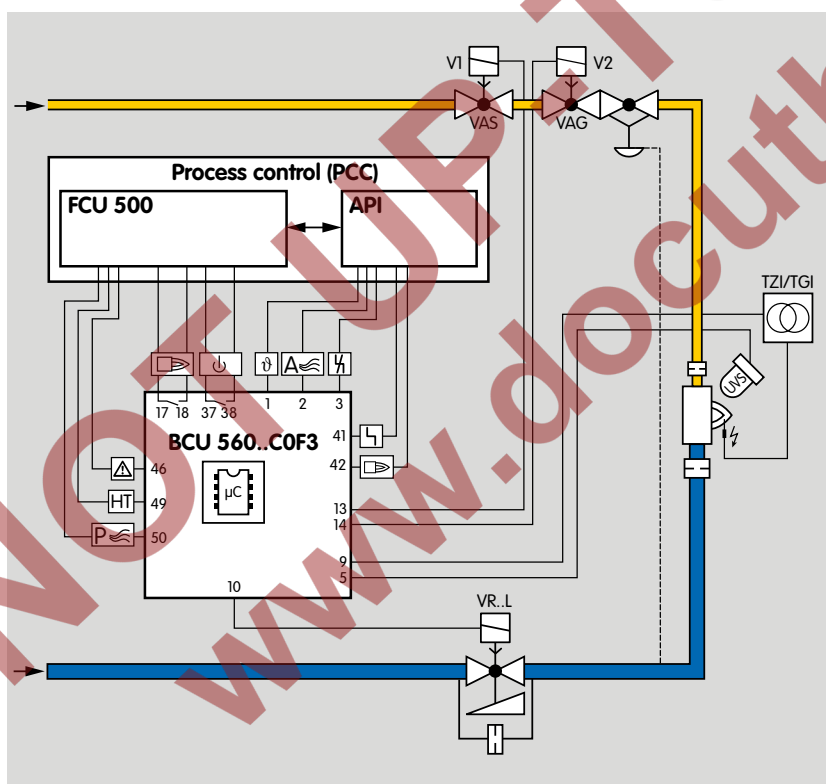 V1
V2
VAS
VAG
Process control (PCC)
FCU 500
API
TZI/TGI
UVS
ϑ
A
17 18
37 38
1
2
3
BCU 560..C0F3
µC
41
42
46
HT
49
P
50
13
14
9
5
10
VR..L
NOT UP-T
www.docuth